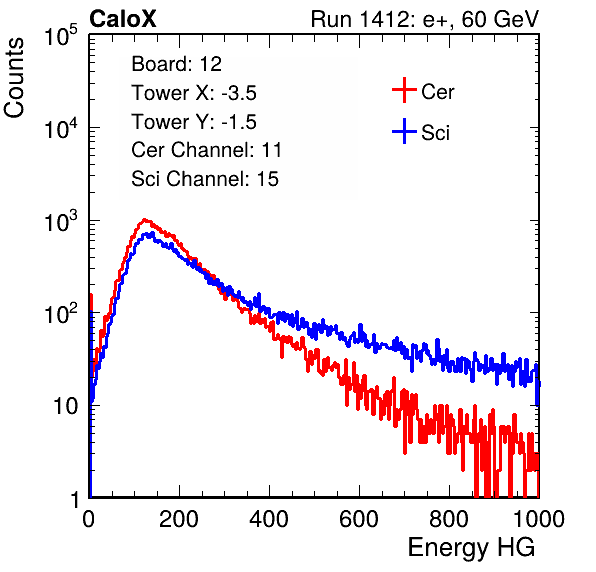 CaloX
Run 1412: e+, 60 GeV
Counts
Board: 12
Tower X: -3.5
Tower Y: -1.5
Cer Channel: 11
Sci Channel: 15
Cer
Sci
10^5
10^4
10^3
10^2
10
1
0 200 400 600 800 1000
Energy HG